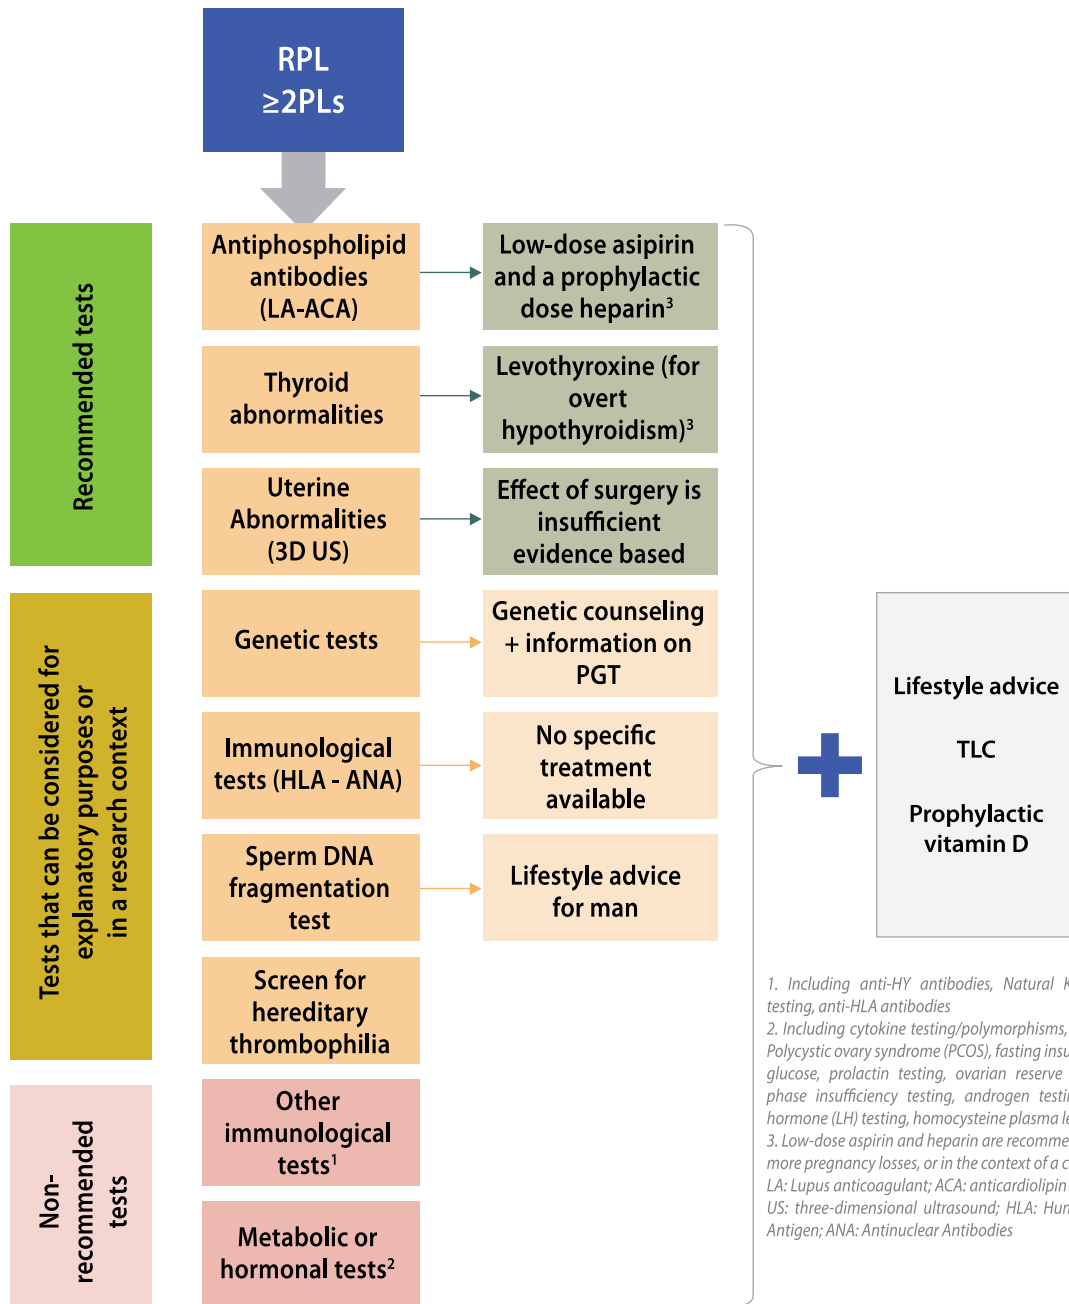 RPL
≥2PLs
Recommended tests
Antiphospholipid
antibodies
(LA-ACA)
Low-dose asipirin
and a prophylactic
dose heparin³
Thyroid
abnormalities
Levothyroxine (for
overt
hypothyroidism)³
Uterine
Abnormalities
(3D US)
Effect of surgery is
insufficient
evidence based
Tests that can be considered for
explanatory purposes or
in a research context
Genetic tests
Genetic counseling
+ information on
PGT
Immunological
tests (HLA - ANA)
No specific
treatment
available
Sperm DNA
fragmentation
test
Lifestyle advice
for man
Screen for
hereditary
thrombophilia
Non-
recommended
tests
Other
immunological
tests¹
Metabolic or
hormonal tests²
Lifestyle advice
TLC
Prophylactic
vitamin D
1. Including anti-HY antibodies, Natural
testing, anti-HLA antibodies
2. Including cytokine testing/polymorphisms,
Polycystic ovary syndrome (PCOS), fasting
glucose, prolactin testing, ovarian reserve
phase insufficiency testing, androgen
hormone (LH) testing, homocysteine plasma
3. Low-dose aspirin and heparin are
more pregnancy losses, or in the context of a
LA: Lupus anticoagulant; ACA: anticardiolipin
US: three-dimensional ultrasound; HLA:
Antigen; ANA: Antinuclear Antibodies